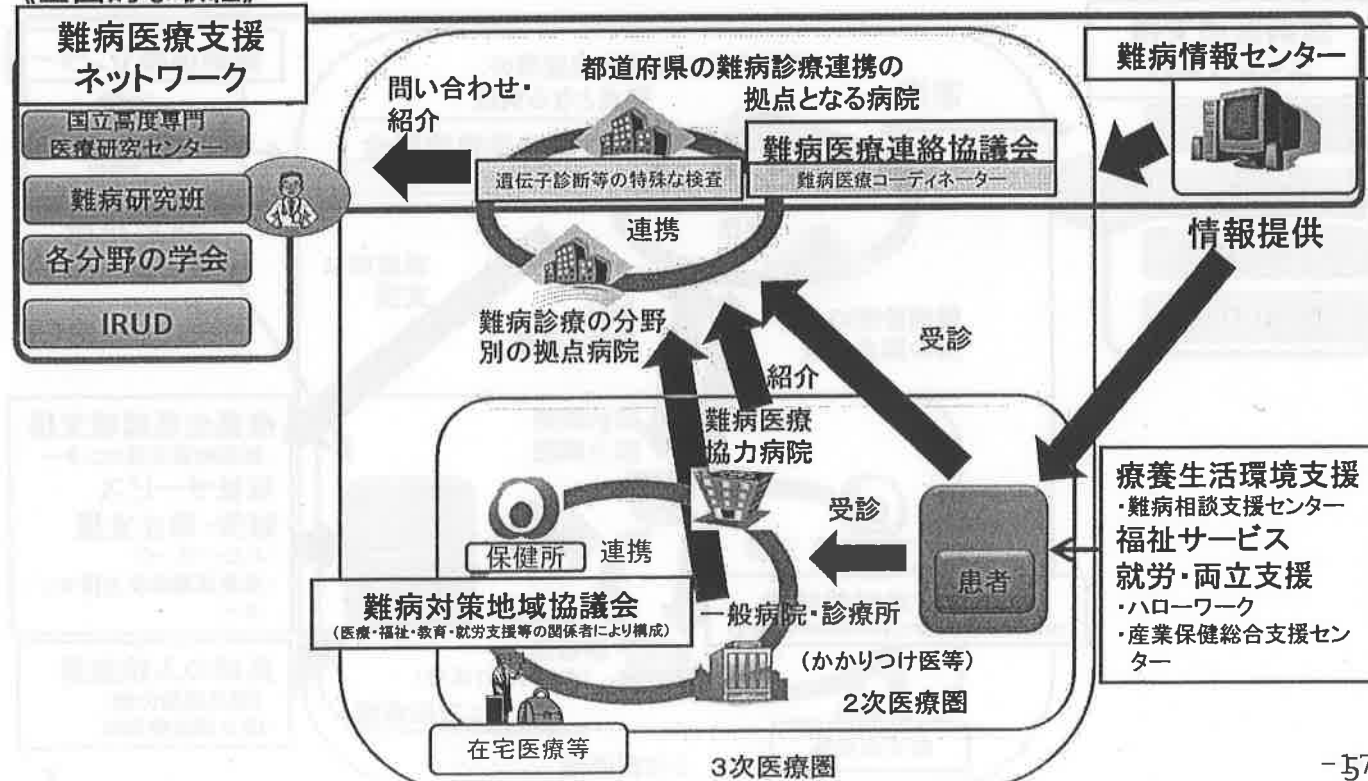 難病医療支援
ネットワーク
国立高度専門
医療研究センター
難病研究班
各分野の学会
IRUD
問い合わせ・
紹介
都道府県の難病診療連携の
拠点となる病院
難病医療連絡協議会
遺伝子診断等の特殊な検査
難病医療コーディネーター
連携
難病診療の分野
別の拠点病院
難病情報センター
情報提供
受診
紹介
難病医療
協力病院
受診
保健所
連携
難病対策地域協議会
(医療・福祉・教育・就労支援等の関係者により構成)
一般病院・診療所
(かかりつけ医等)
患者
2次医療圏
在宅医療等
3次医療圏
療養生活環境支援
・難病相談支援センター
福祉サービス
就労・両立支援
・ハローワーク
・産業保健総合支援セン
ター